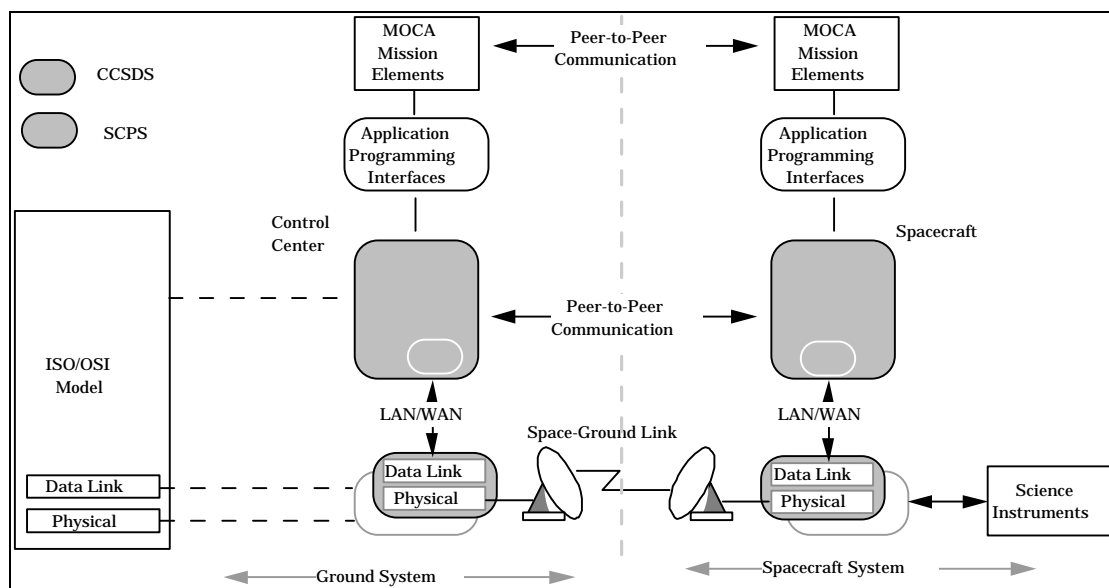 MOCA
Mission
Elements
Peer-to-Peer
Communication
MOCA
Mission
Elements
CCSDS
SCPS
Application
Programming
Interfaces
Application
Programming
Interfaces
Control
Center
Spacecraft
Peer-to-Peer
Communication
ISO/OSI
Model
LAN/WAN
LAN/WAN
Space-Ground Link
Data Link
Physical
Data Link
Physical
Data Link
Physical
Science
Instruments
Ground System
Spacecraft System